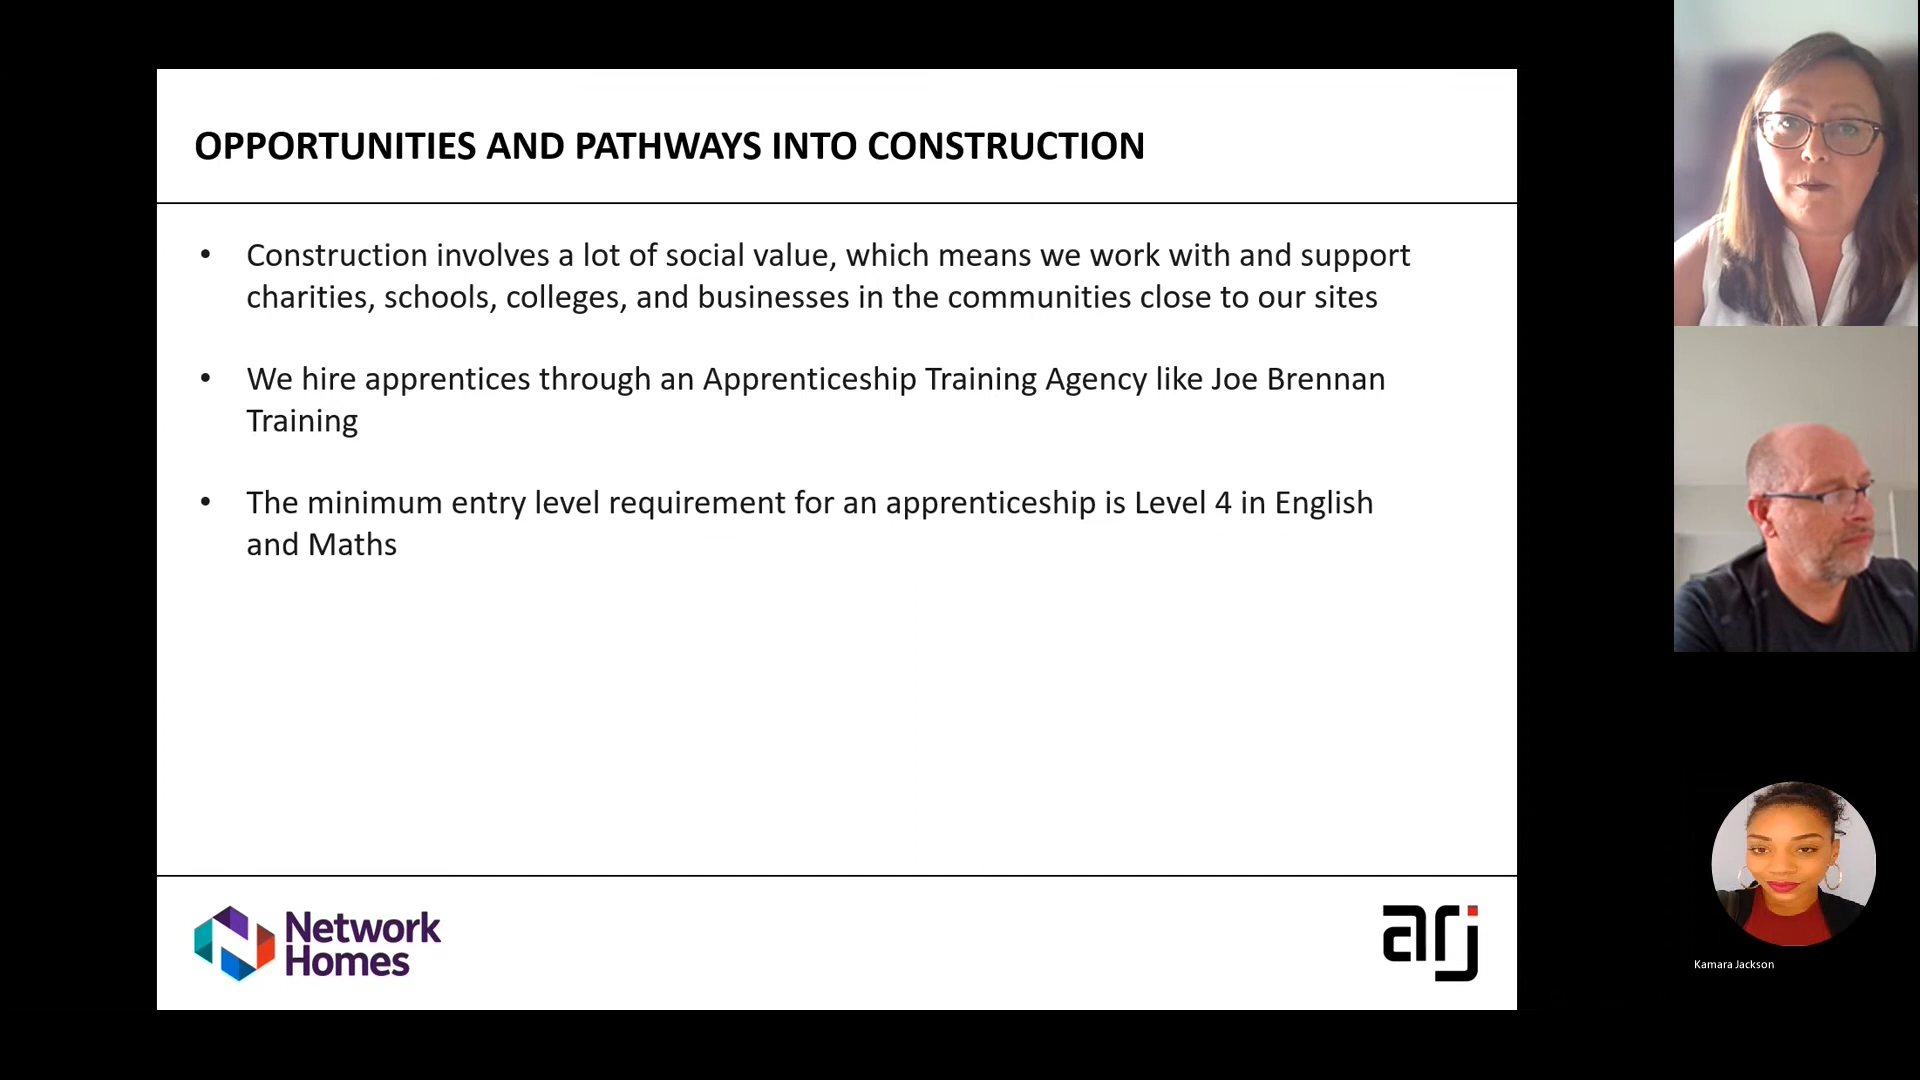 OPPORTUNITIES AND PATHWAYS INTO CONSTRUCTION
• Construction involves a lot of social value, which means we work with and support
charities, schools, colleges, and businesses in the communities close to our sites
• We hire apprentices through an Apprenticeship Training Agency like Joe Brennan
Training
• The minimum entry level requirement for an apprenticeship is Level 4 in English
and Maths
Network
Homes
arj
Kamara Jackson